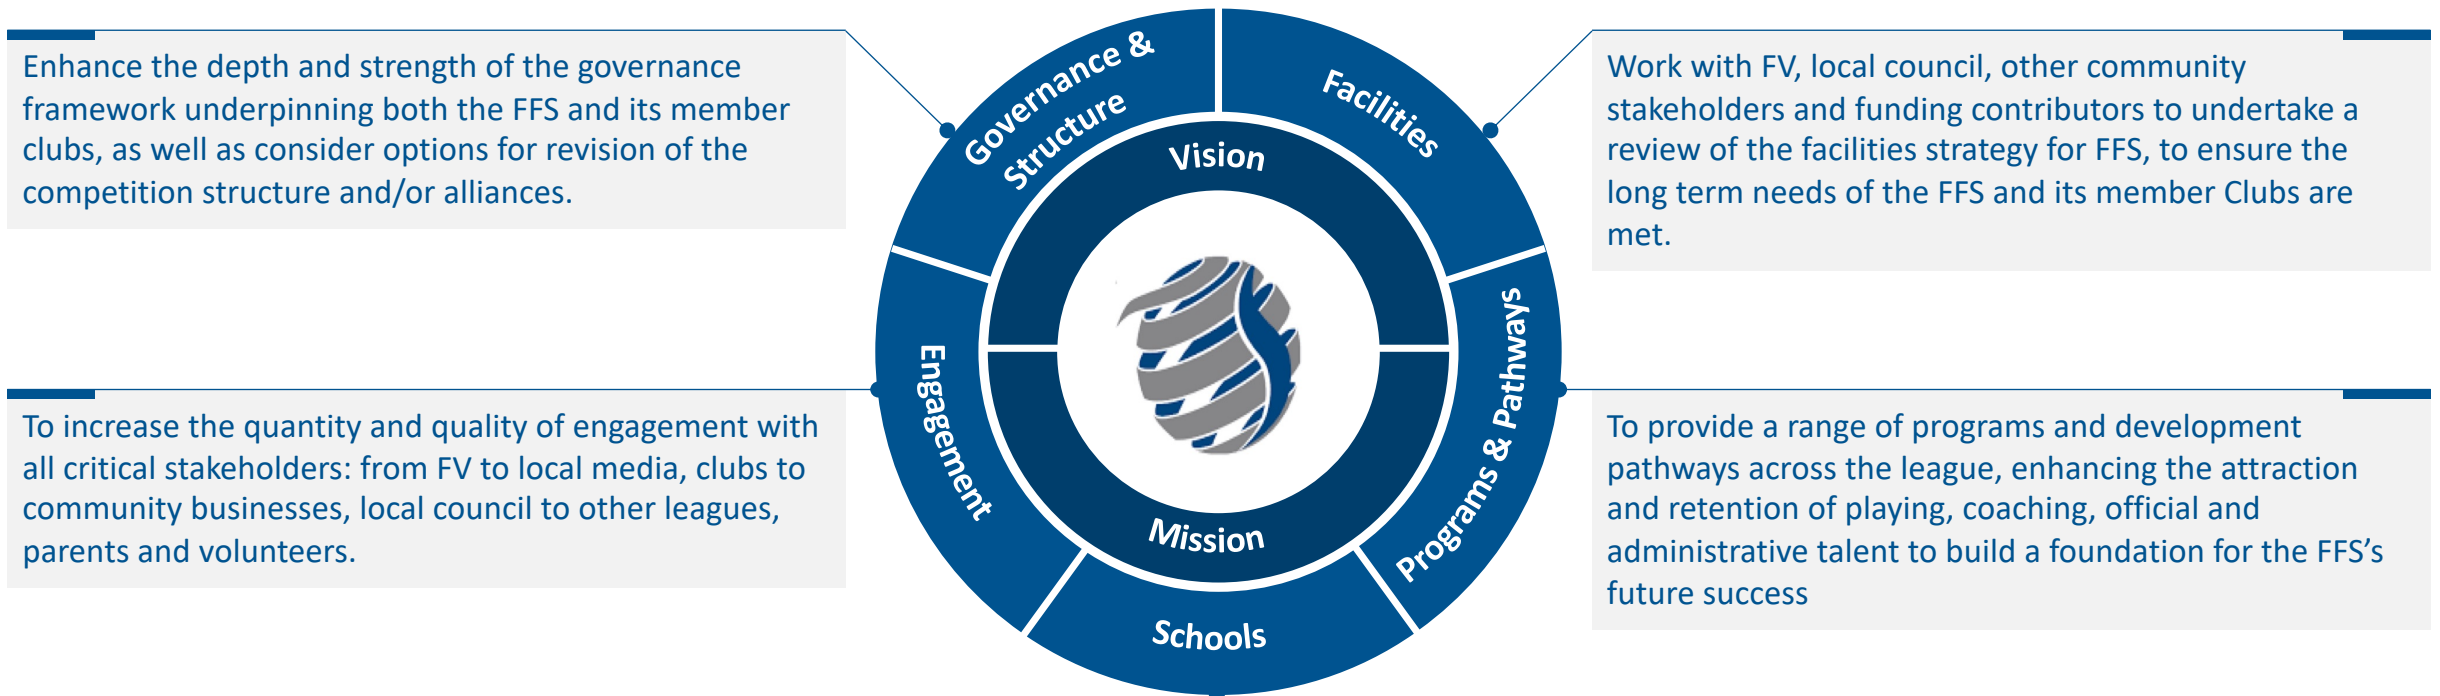 Enhance the depth and strength of the governance
framework underpinning both the FFS and its member
clubs, as well as consider options for revision of the
competition structure and/or alliances.
To increase the quantity and quality of engagement with
all critical stakeholders: from FV to local media, clubs to
community businesses, local council to other leagues,
parents and volunteers.
Governance &
Structure
Facilities
Vision
Engagement
Programs & Pathways
Mission
Schools
Work with FV, local council, other community
stakeholders and funding contributors to undertake a
review of the facilities strategy for FFS, to ensure the
long term needs of the FFS and its member Clubs are
met.
To provide a range of programs and development
pathways across the league, enhancing the attraction
and retention of playing, coaching, official and
administrative talent to build a foundation for the FFS’s
future success